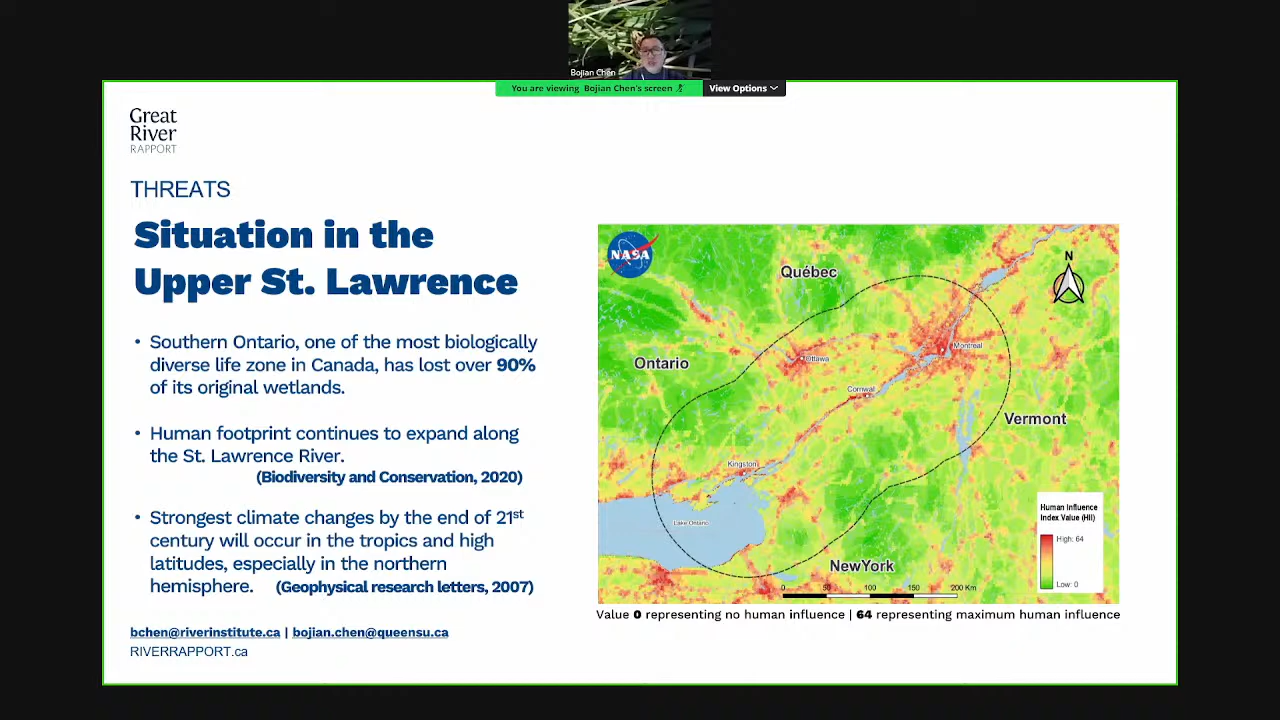 Bojian Chen
You are viewing Bojian Chen's screen
View Options
Great
River
RAPPORT
THREATS
Situation in the
Upper St. Lawrence
• Southern Ontario, one of the most biologically
diverse life zone in Canada, has lost over 90%
of its original wetlands.
• Human footprint continues to expand along
the St. Lawrence River.
(Biodiversity and Conservation, 2020)
• Strongest climate changes by the end of 21st
century will occur in the tropics and high
latitudes, especially in the northern
hemisphere. (Geophysical research letters, 2007)
bchen@riverinstitute.ca | bojian.chen@queensu.ca
RIVERRAPPORT.ca
NASA
N
Québec
Ontario
Ottawa
Montreal
Cornwall
Vermont
Kingston
Lake Ontario
NewYork
Human Influence
Index Value (HII)
High: 64
Low: 0
0 50 100 150 200 Km
Value 0 representing no human influence | 64 representing maximum human influence